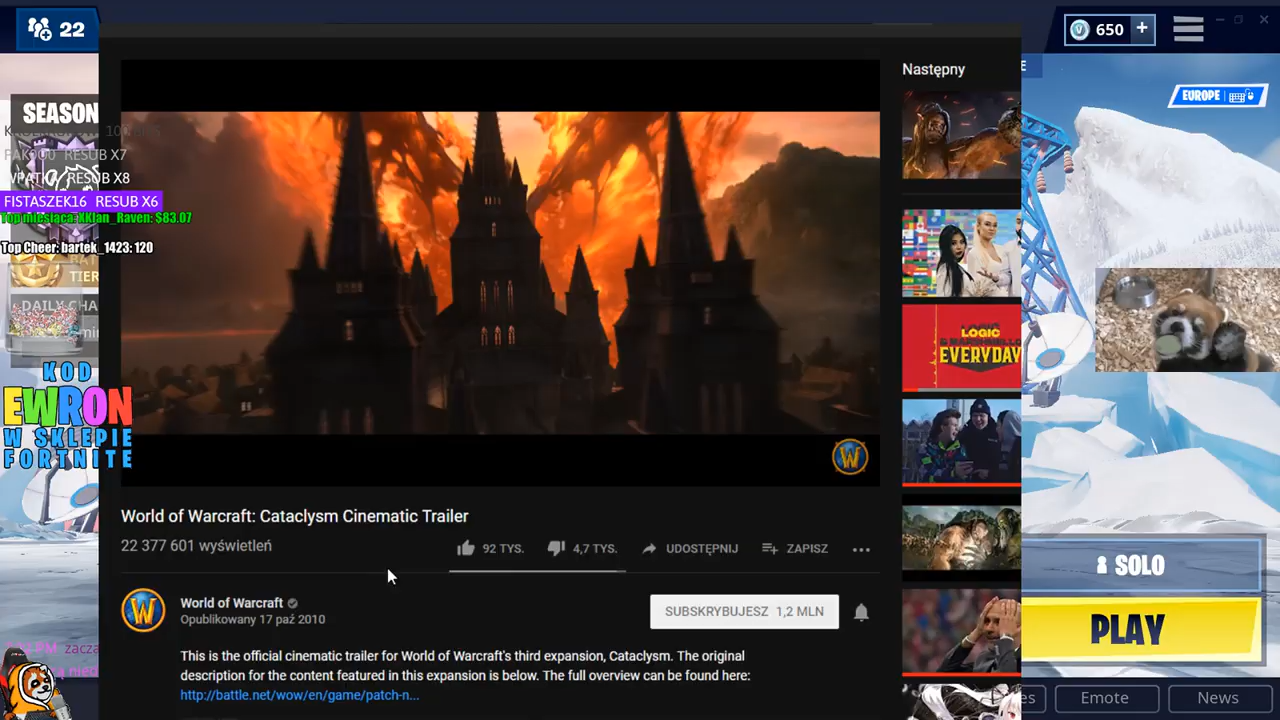 22
650
+
Następny
E
SEASON
EUROPE
RESUB X7
RESUB X8
FISTASZEK16 RESUB X6
Top miesiąca: XKlan_Raven: $83.07
Top Cheer: bartek_1423: 120
TIER
DAILY CHA
LOGIC
& MARSHMELLO
EVERYDAY
KOD
EWRON
W SKLEPIE
FORTNITE
W
World of Warcraft: Cataclysm Cinematic Trailer
22 377 601 wyświetleń
92 TYS.
4,7 TYS.
UDOSTĘPNIJ
ZAPISZ
SOLO
PLAY
World of Warcraft
Opublikowany 17 paź 2010
SUBSKRYBUJESZ 1,2 MLN
This is the official cinematic trailer for World of Warcraft's third expansion, Cataclysm. The original
description for the content featured in this expansion is below. The full overview can be found here:
http://battle.net/wow/en/game/patch-n...
Emote
News